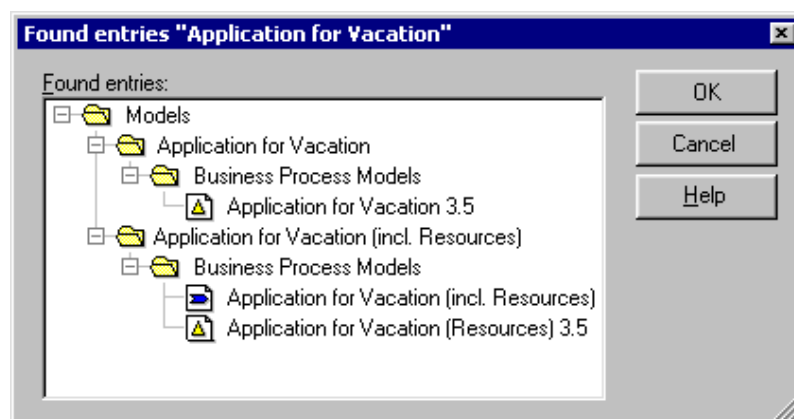 Found entries "Application for Vacation"
Found entries:
OK
Models
Application for Vacation
Cancel
Business Process Models
Help
Application for Vacation 3.5
Application for Vacation (incl. Resources)
Business Process Models
Application for Vacation (incl. Resources)
Application for Vacation (Resources) 3.5